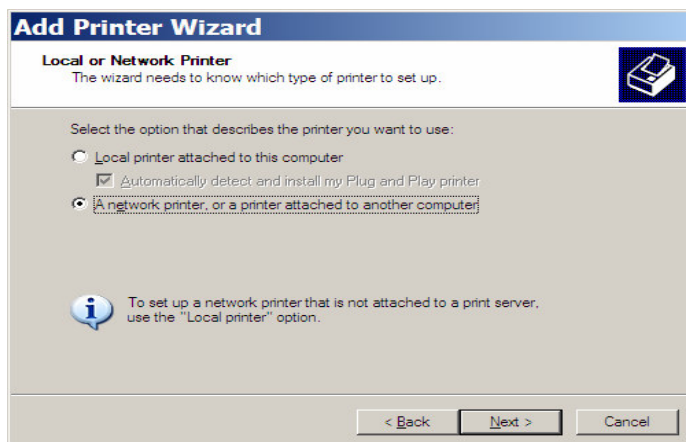 Add Printer Wizard
Local or Network Printer
The wizard needs to know which type of printer to set up.
Select the option that describes the printer you want to use:
Local printer attached to this computer
Automatically detect and install my Plug and Play printer
A network printer, or a printer attached to another computer
To set up a network printer that is not attached to a print server,
use the "Local printer" option.
< Back Next > Cancel